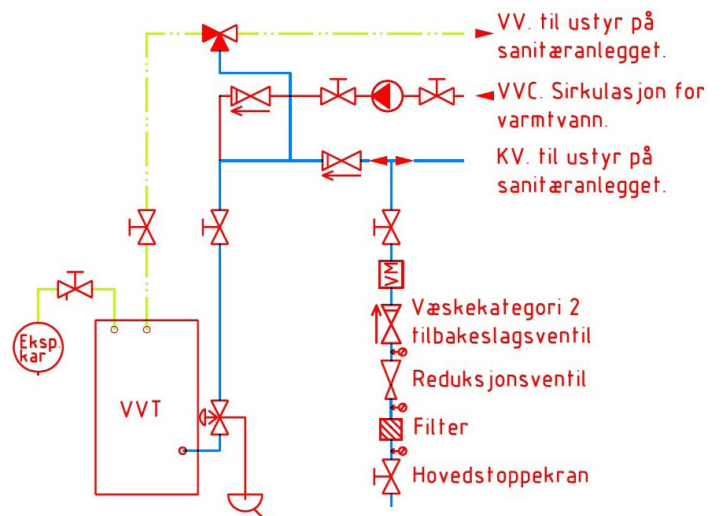 VV. til ustyr på
sanitæranlegget.
VVC. Sirkulasjon for
varmtvann.
KV. til ustyr på
sanitæranlegget.
VM
Væskekategori 2
tilbakeslagsventil
Eksp.
kar
Reduksjonsventil
VVT
Filter
Hovedstoppekran